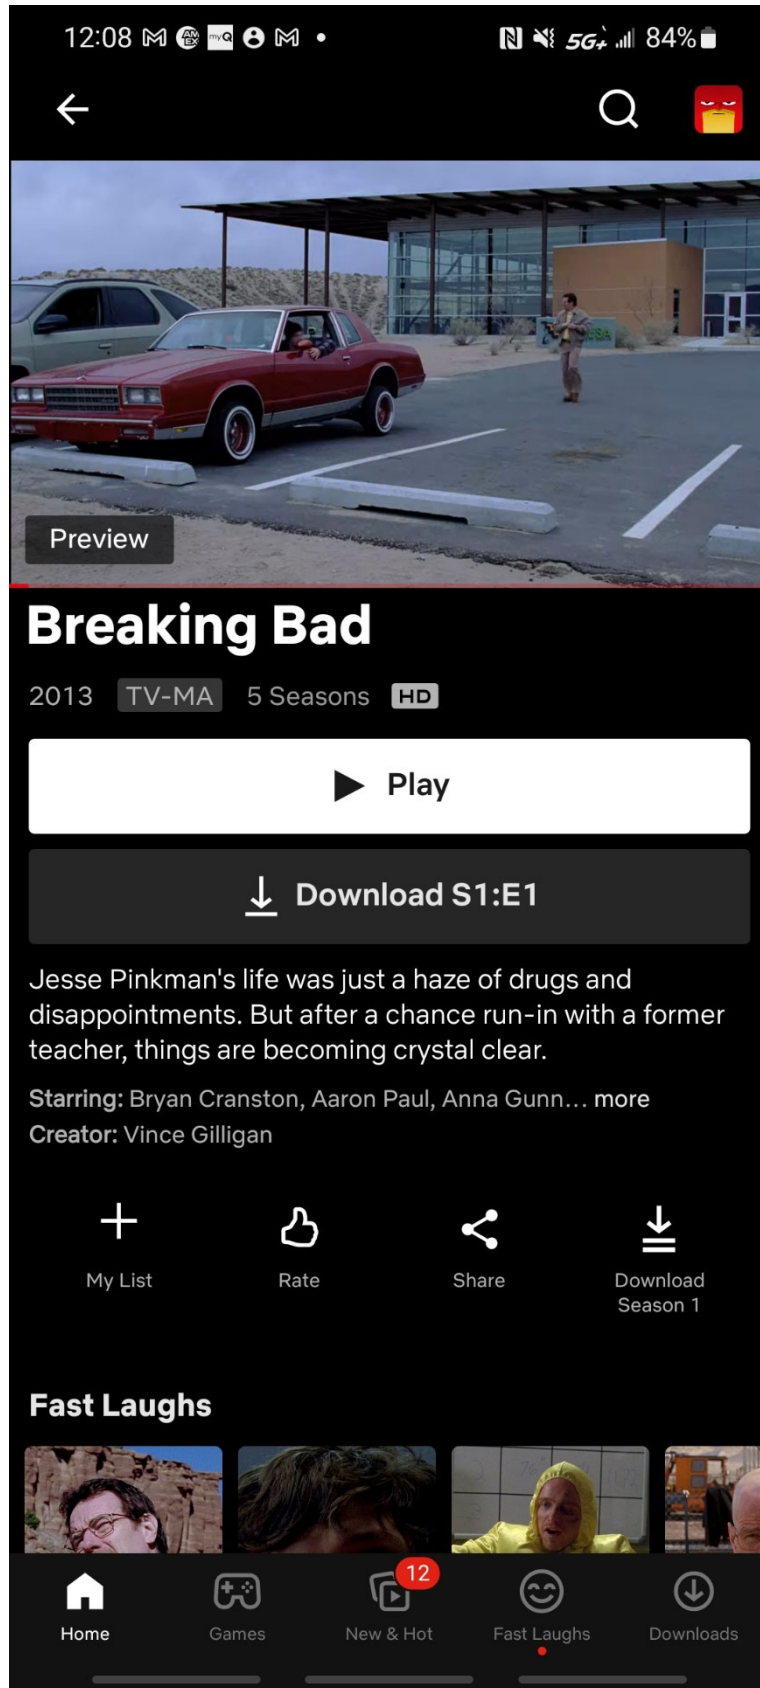 12:08 myQ 5G+ 84%
Preview
Breaking Bad
2013 TV-MA 5 Seasons HD
Play
Download S1:E1
Jesse Pinkman's life was just a haze of drugs and
disappointments. But after a chance run-in with a former
teacher, things are becoming crystal clear.
Starring: Bryan Cranston, Aaron Paul, Anna Gunn... more
Creator: Vince Gilligan
My List Rate Share Download
Season 1
Fast Laughs
12
Home Games New & Hot Fast Laughs Downloads